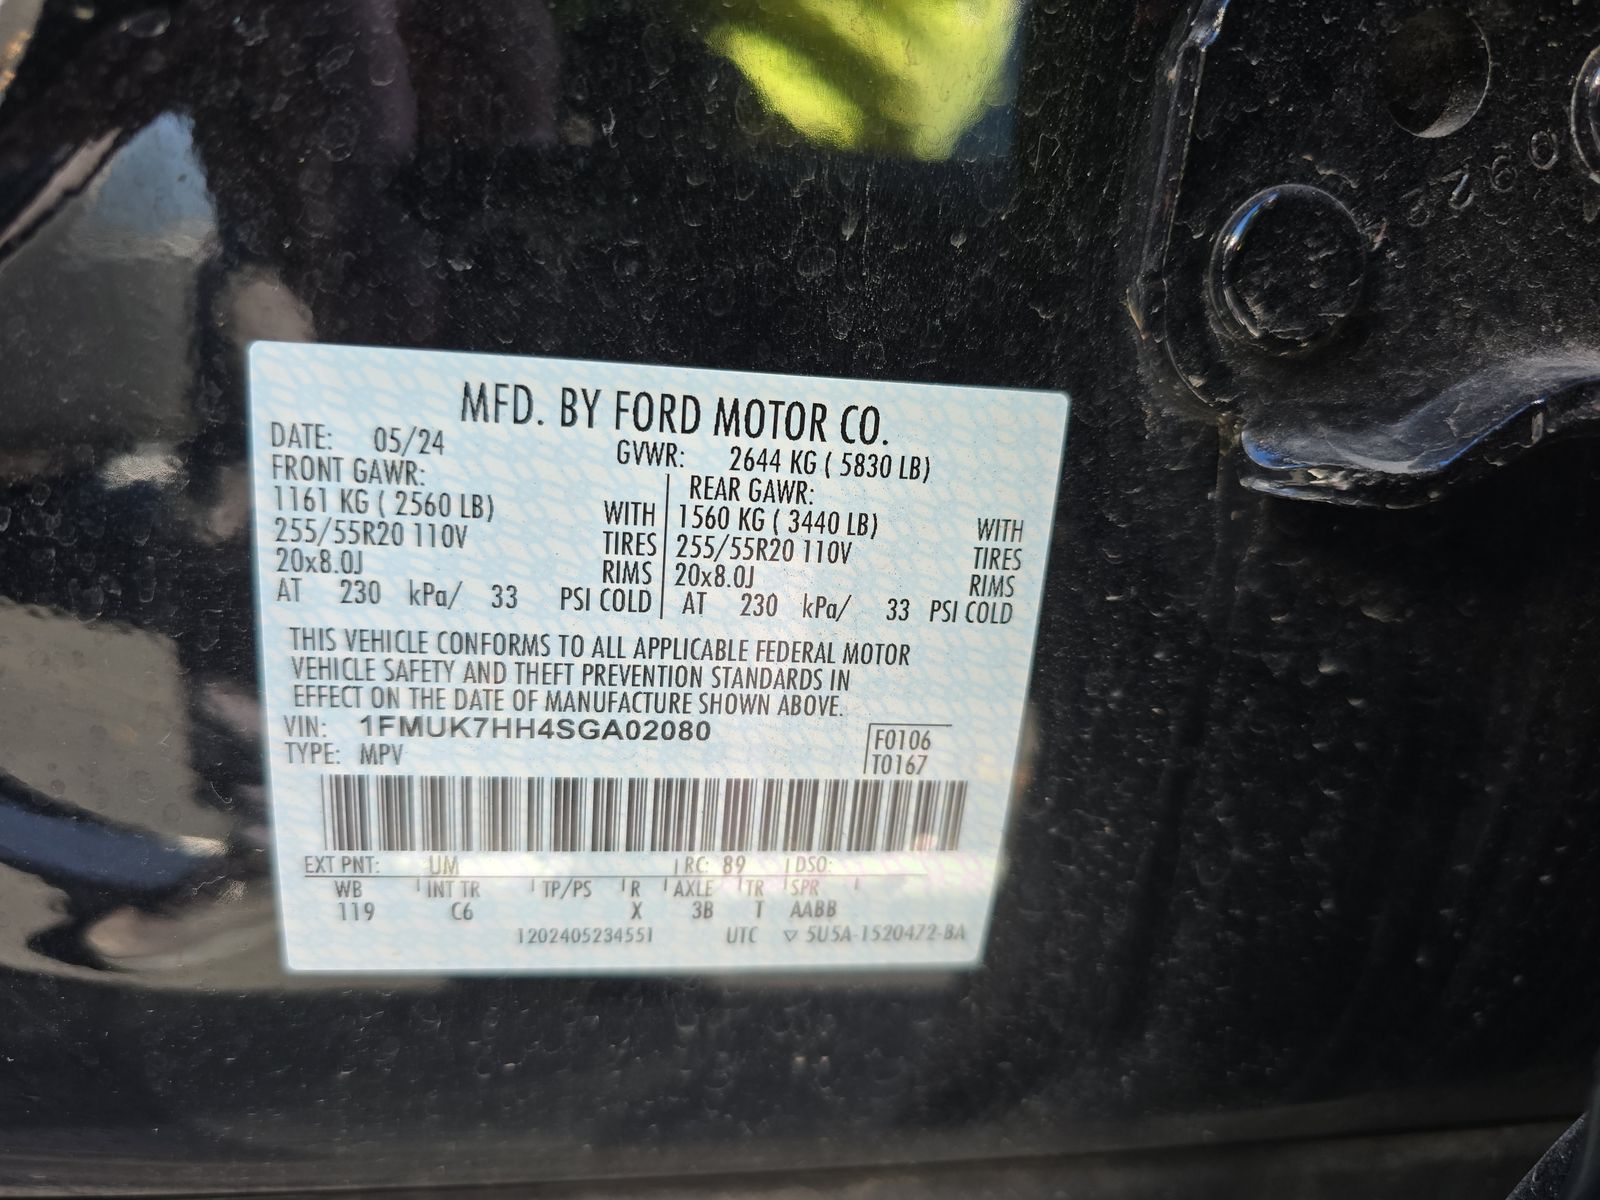 MFD. BY FORD MOTOR CO.
DATE: 05/24 GVWR: 2644 KG ( 5830 LB)
FRONT GAWR: REAR GAWR:
1161 KG ( 2560 LB) WITH 1560 KG ( 3440 LB) WITH
255/55R20 110V TIRES 255/55R20 110V TIRES
20x8.0J RIMS 20x8.0J RIMS
AT 230 kPa/ 33 PSI COLD AT 230 kPa/ 33 PSI COLD
THIS VEHICLE CONFORMS TO ALL APPLICABLE FEDERAL MOTOR
VEHICLE SAFETY AND THEFT PREVENTION STANDARDS IN
EFFECT ON THE DATE OF MANUFACTURE SHOWN ABOVE.
VIN: 1FMUK7HH4SGA02080
F0106
TYPE: MPV
T0167
EXT PNT: UM RC: 89 DSO:
WB INT TR TP/PS R AXLE TR SPR
119 C6 X 3B T AABB
1202405234551 UTC ▽ 5U5A-1520472-BA